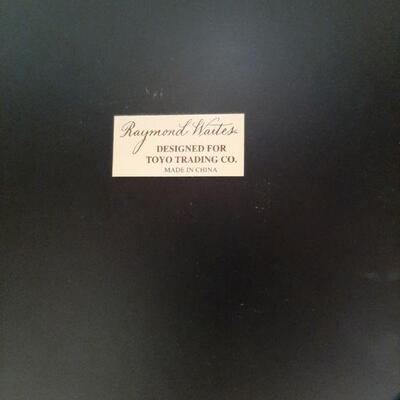 Raymond Waites
DESIGNED FOR
TOYO TRADING CO.
MADE IN CHINA